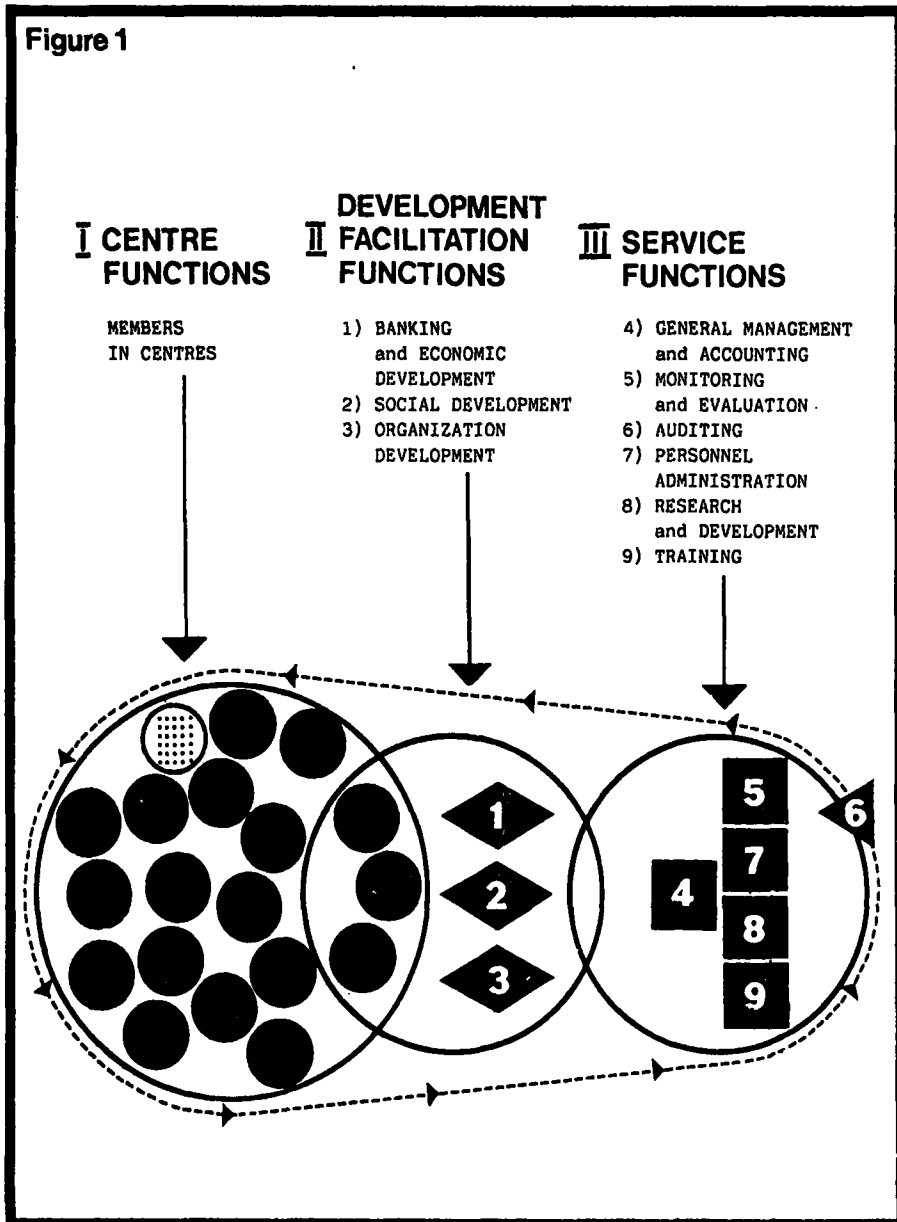 Figure 1
I CENTRE
FUNCTIONS
MEMBERS
IN CENTRES
DEVELOPMENT
II FACILITATION
FUNCTIONS
1) BANKING
and ECONOMIC
DEVELOPMENT
2) SOCIAL DEVELOPMENT
3) ORGANIZATION
DEVELOPMENT
III SERVICE
FUNCTIONS
4) GENERAL MANAGEMENT
and ACCOUNTING
5) MONITORING
and EVALUATION
6) AUDITING
7) PERSONNEL
ADMINISTRATION
8) RESEARCH
and DEVELOPMENT
9) TRAINING
1
2
3
4
5
7
8
9
6